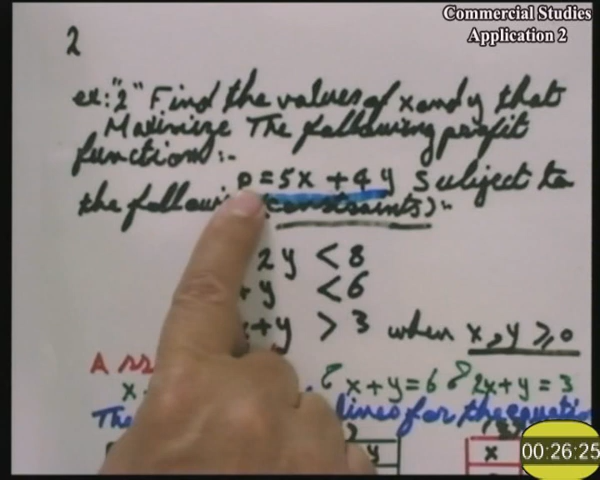 Commercial Studies
Application 2
2
ex:"2" Find the values of x and y that
Maximize The following profit
function:-
P=5x + 4y Subject to
the (constraints):-
2y < 8
+ y < 6
+y > 3 when x, y ≥ 0
x + y = 6 & 2x + y = 3
The lines for the equation
y
x
00:26:25